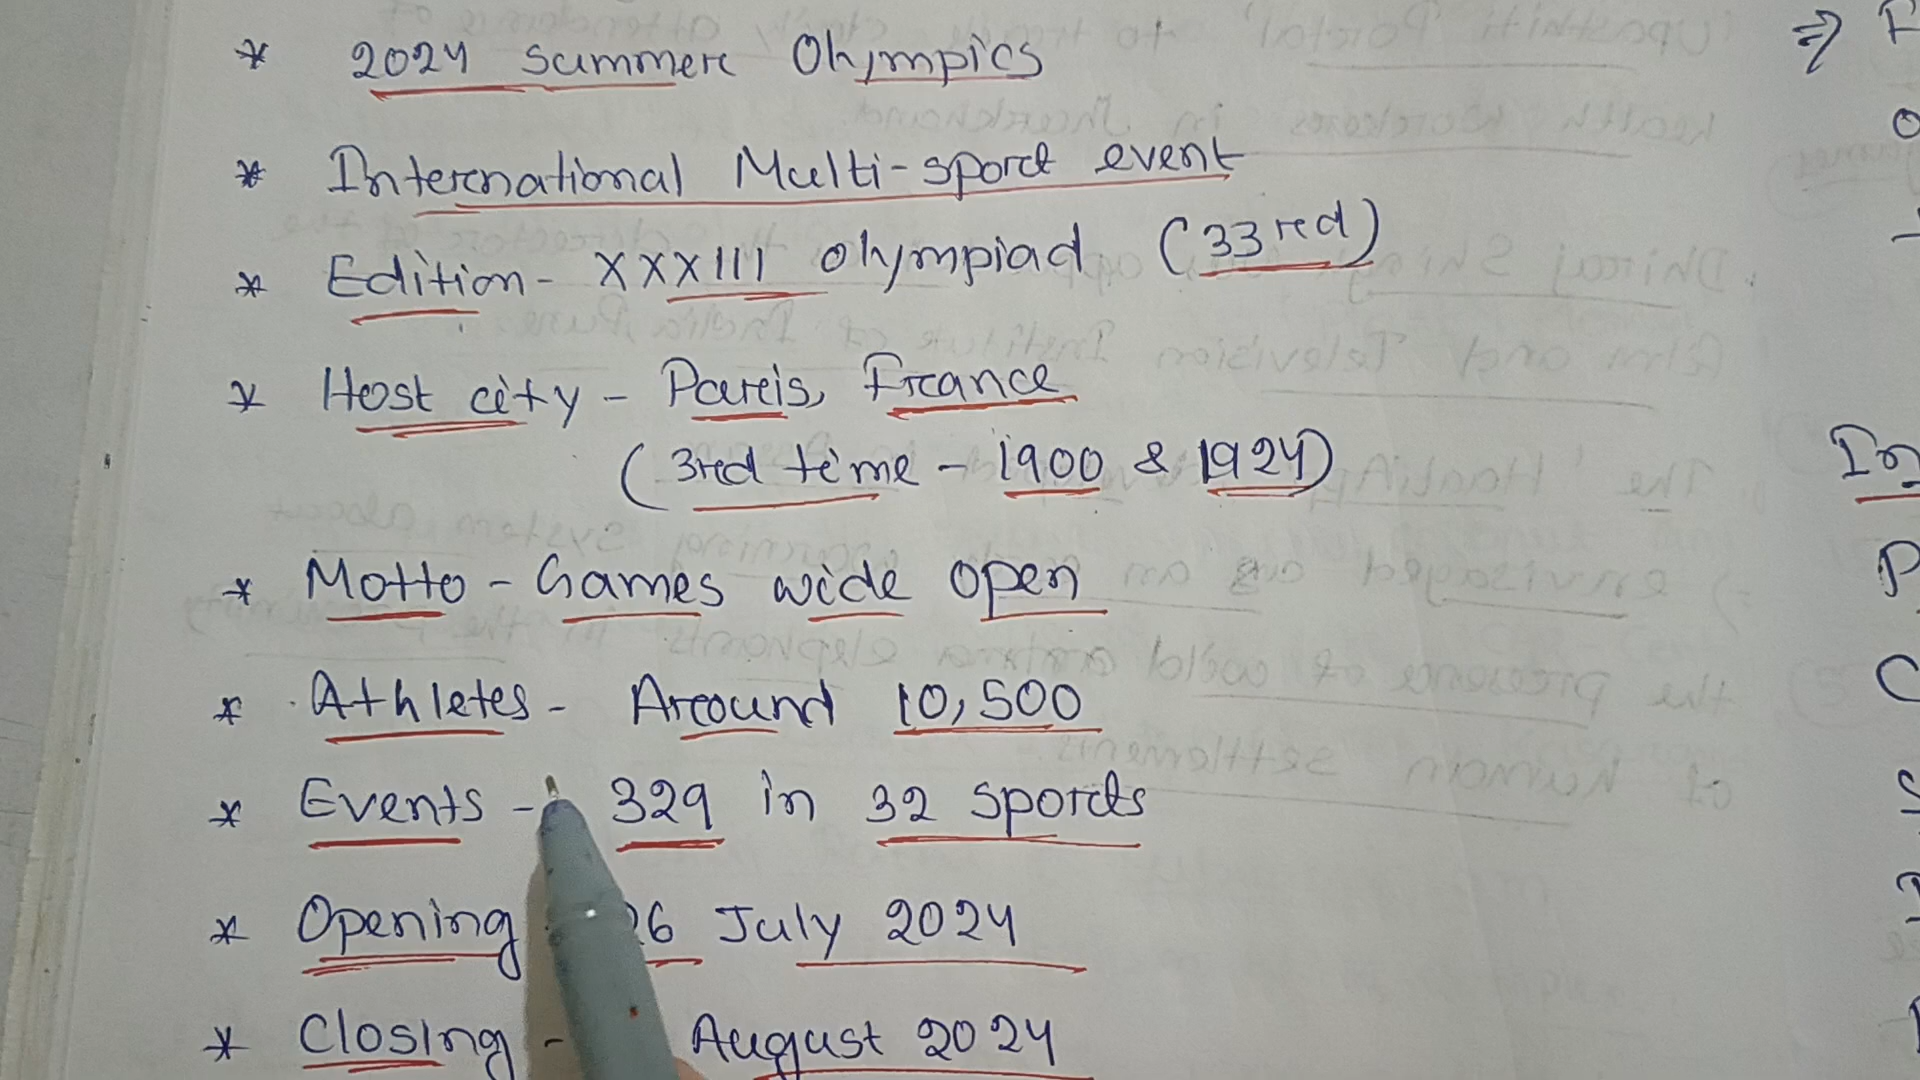 * 2024 Summer Olympics
* International Multi-sport event
* Edition - XXXIII Olympiad (33rd)
* Host city - Paris, France
(3rd time - 1900 & 1924)
* Motto - Games wide open
* Athletes - Around 10,500
* Events - 329 in 32 sports
* Opening 26 July 2024
* Closing - August 2024